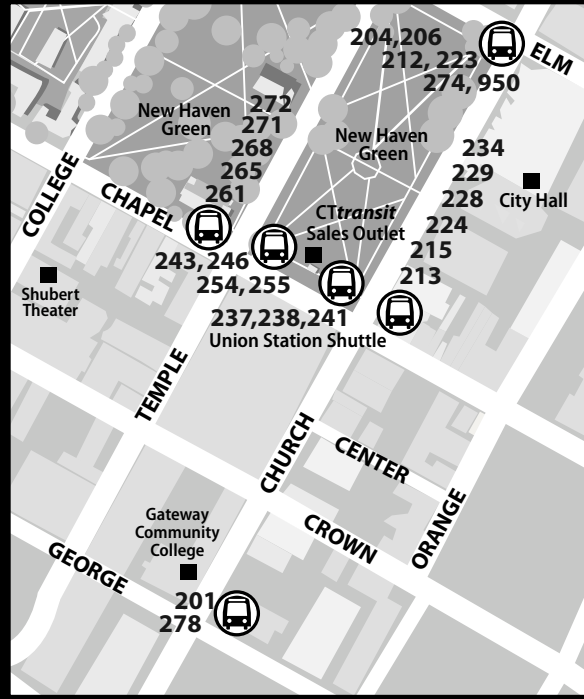 204,206
212, 223
274, 950
ELM
New Haven
Green
272
271
268
265
261
New Haven
Green
234
229
228
224
215
213
City Hall
COLLEGE
CHAPEL
CTtransit
Sales Outlet
243, 246
254, 255
Shubert
Theater
237,238,241
Union Station Shuttle
TEMPLE
CHURCH
CENTER
ORANGE
CROWN
Gateway
Community
College
GEORGE
201
278